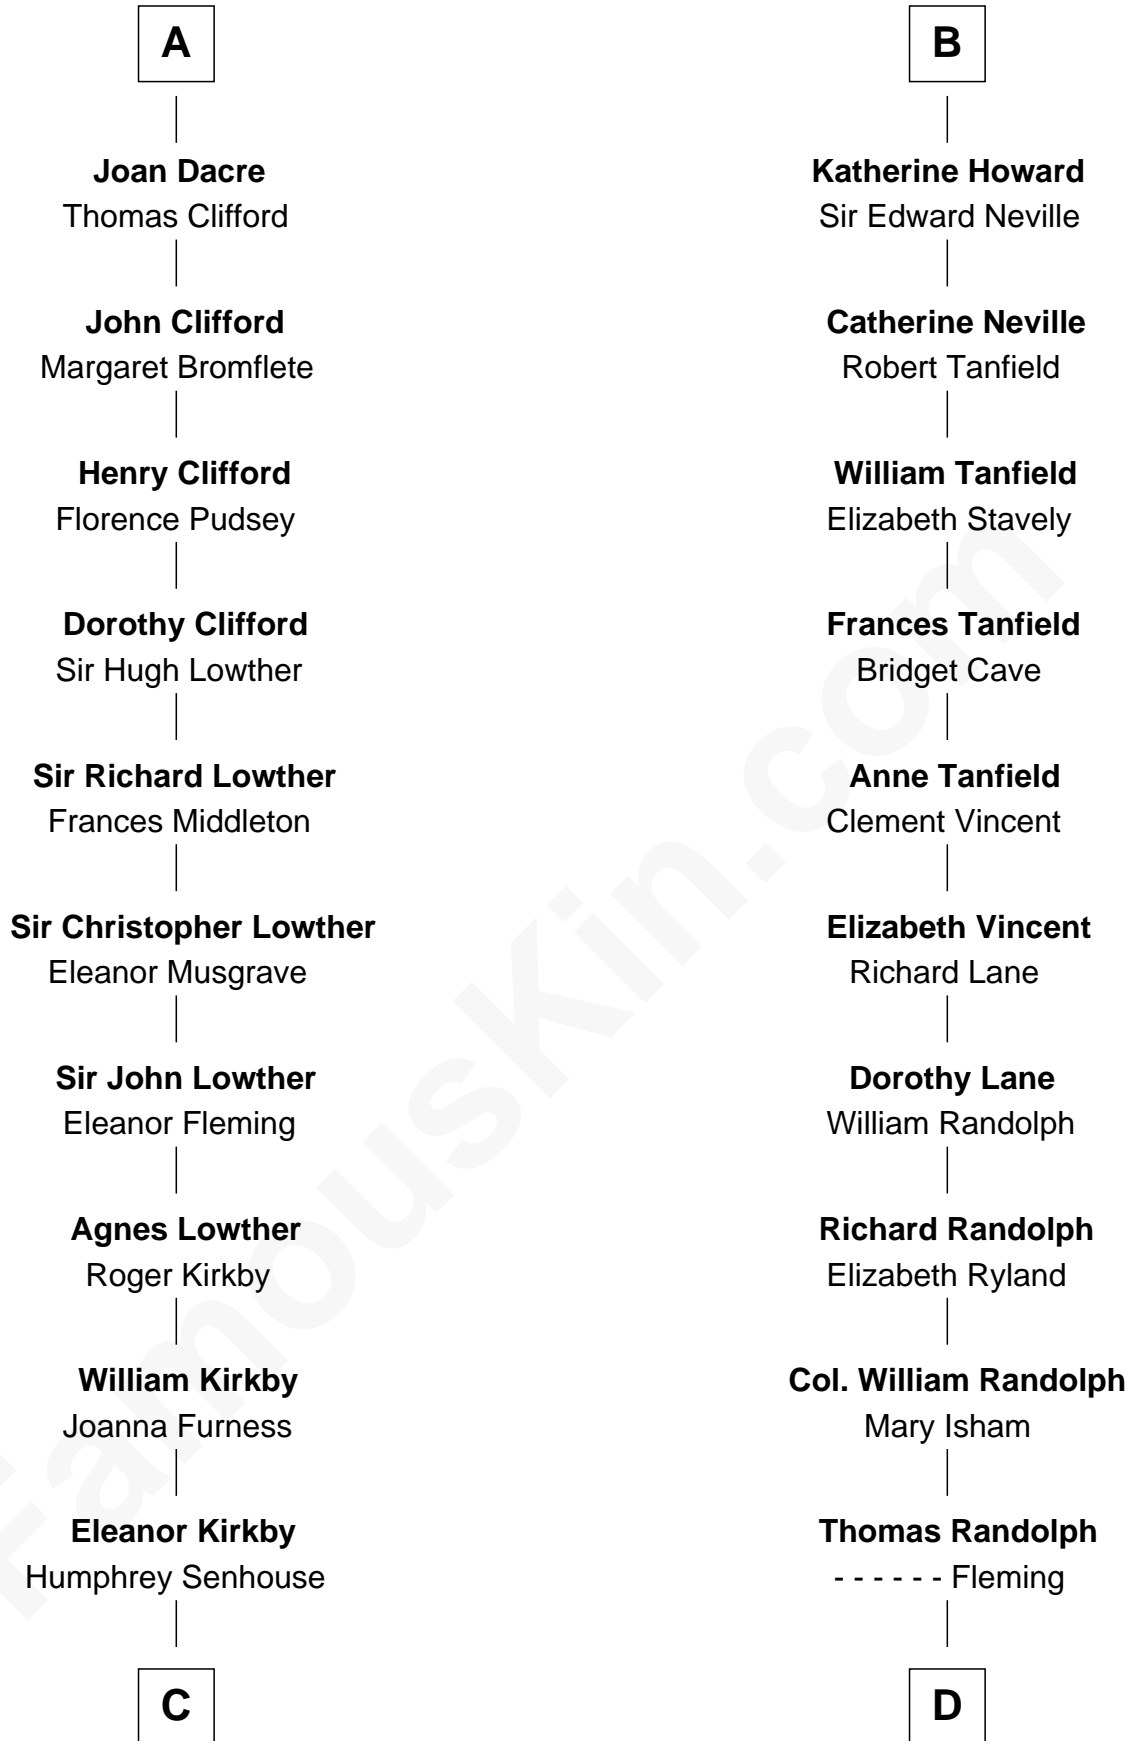 A
Joan Dacre
Thomas Clifford
John Clifford
Margaret Bromflete
Henry Clifford
Florence Pudsey
Dorothy Clifford
Sir Hugh Lowther
Sir Richard Lowther
Frances Middleton
Sir Christopher Lowther
Eleanor Musgrave
Sir John Lowther
Eleanor Fleming
Agnes Lowther
Roger Kirkby
William Kirkby
Joanna Furness
Eleanor Kirkby
Humphrey Senhouse
C
B
Katherine Howard
Sir Edward Neville
Catherine Neville
Robert Tanfield
William Tanfield
Elizabeth Stavely
Frances Tanfield
Bridget Cave
Anne Tanfield
Clement Vincent
Elizabeth Vincent
Richard Lane
Dorothy Lane
William Randolph
Richard Randolph
Elizabeth Ryland
Col. William Randolph
Mary Isham
Thomas Randolph
- - - - - - Fleming
D
FamousKin.com